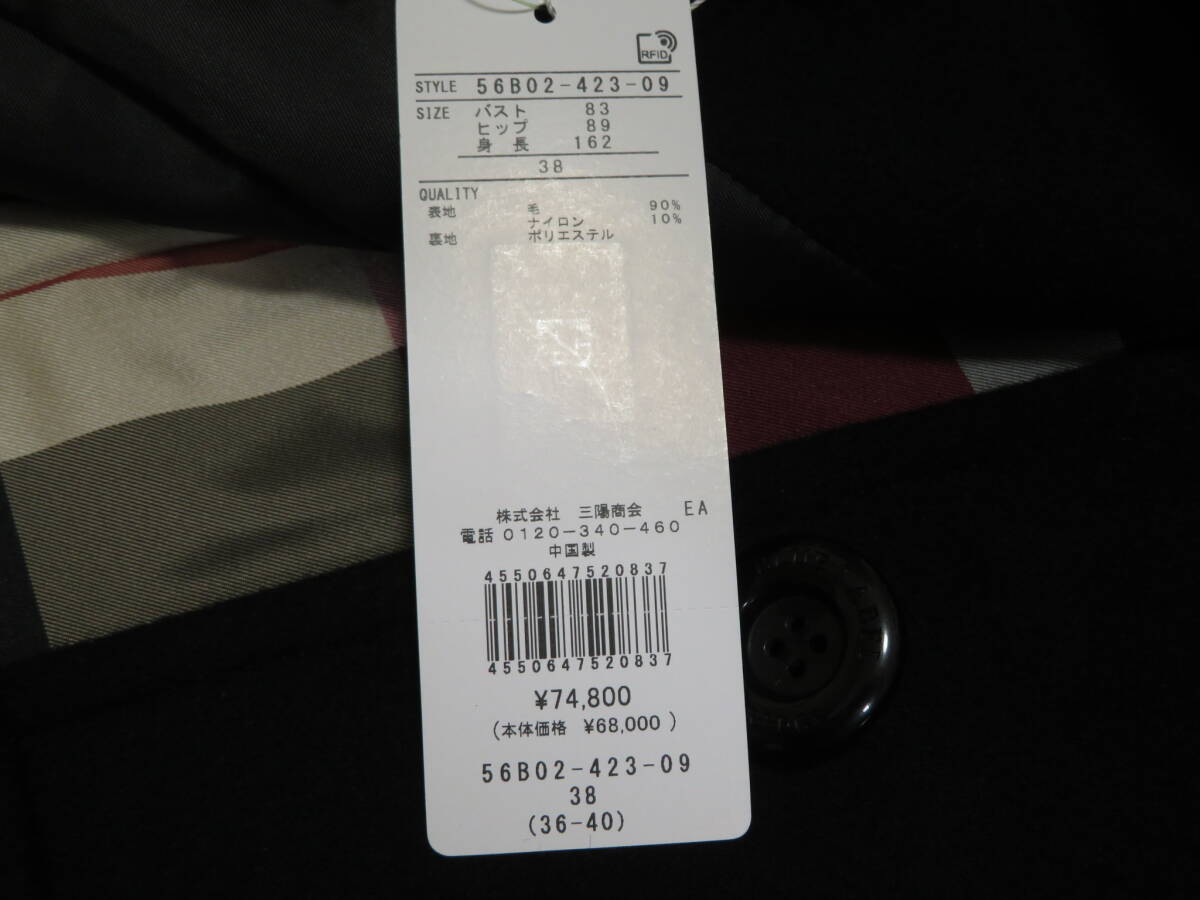 RFID
STYLE 56B02-423-09
SIZE バスト 83
ヒップ 89
身長 162
38
QUALITY
表地 毛 90%
ナイロン 10%
裏地 ポリエステル
株式会社 三陽商会 EA
電話 0120-340-460
中国製
4550647520837
4550647520837
¥74,800
(本体価格 ¥68,000)
56B02-423-09
38
(36-40)